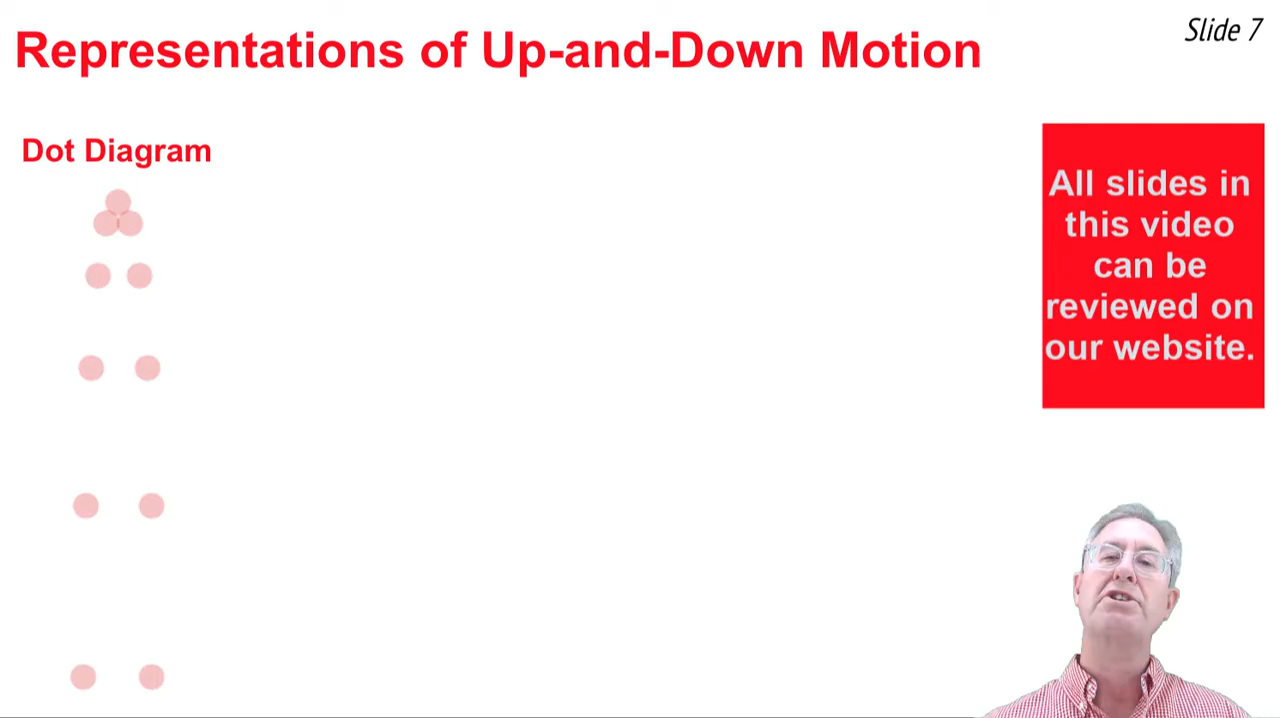 Slide 7
Representations of Up-and-Down Motion
Dot Diagram
All slides in
this video
can be
reviewed on
our website.